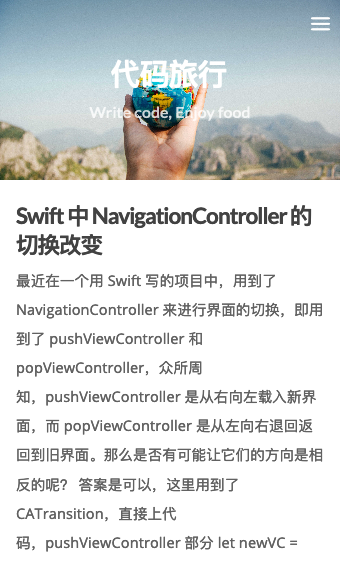 代码旅行
Write code, Enjoy food
Swift 中 NavigationController 的
切换改变
最近在一个用 Swift 写的项目中，用到了
NavigationController 来进行界面的切换，即用
到了 pushViewController 和
popViewController，众所周
知，pushViewController 是从右向左载入新界
面，而 popViewController 是从左向右退回返
回到旧界面。那么是否有可能让它们的方向是相
反的呢？ 答案是可以，这里用到了
CATransition，直接上代
码，pushViewController 部分 let newVC =